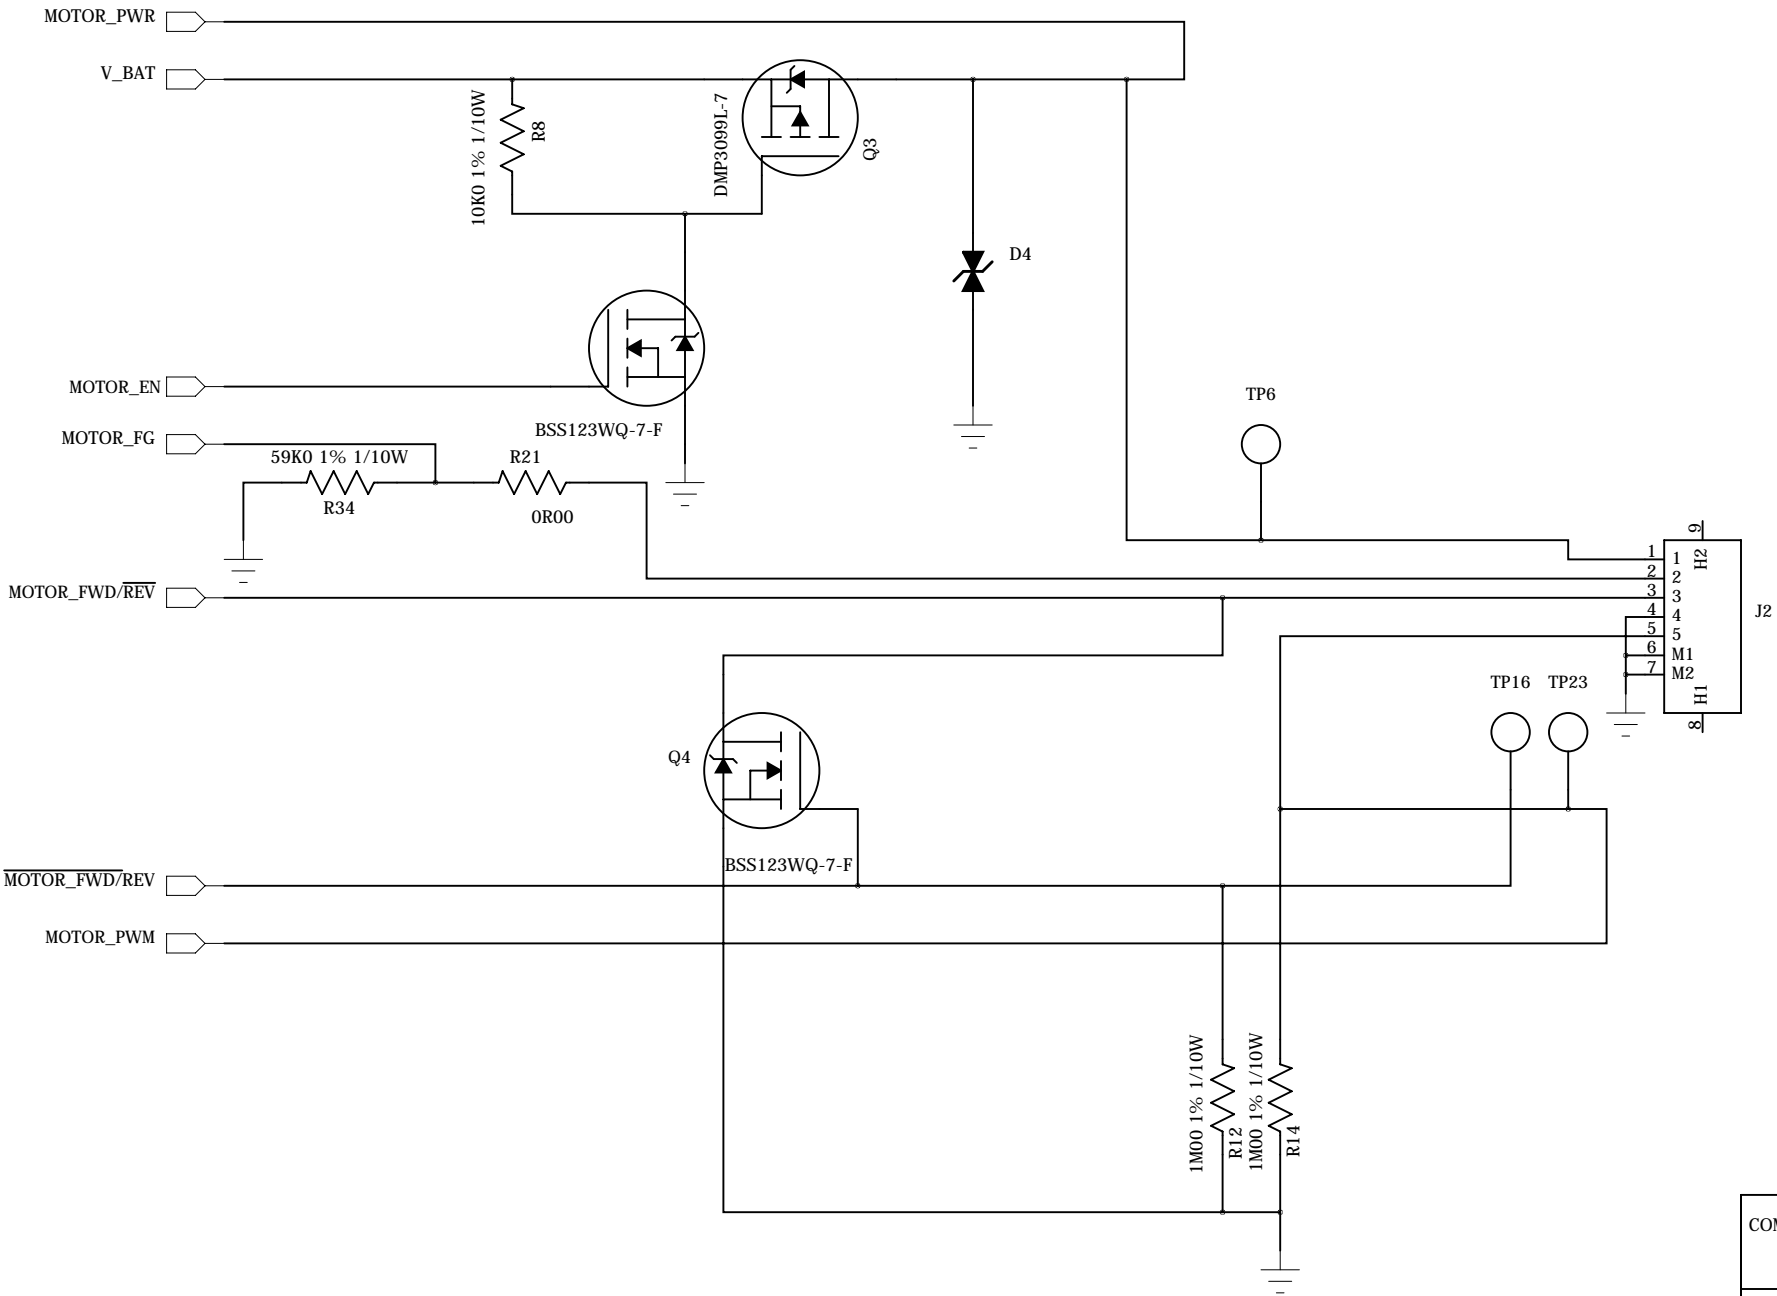 MOTOR_PWR
V_BAT
10K0 1% 1/10W
R8
DMP3099L-7
Q3
D4
MOTOR_EN
BSS123WQ-7-F
MOTOR_FG
59K0 1% 1/10W
R34
R21
0R00
TP6
MOTOR_FWD/REV
1 1
2 2
3 3
4 4
5 5
6 M1
7 M2
9
H2
H1
8
J2
TP16 TP23
Q4
BSS123WQ-7-F
MOTOR_FWD/REV
MOTOR_PWM
1M00 1% 1/10W
R12
1M00 1% 1/10W
R14